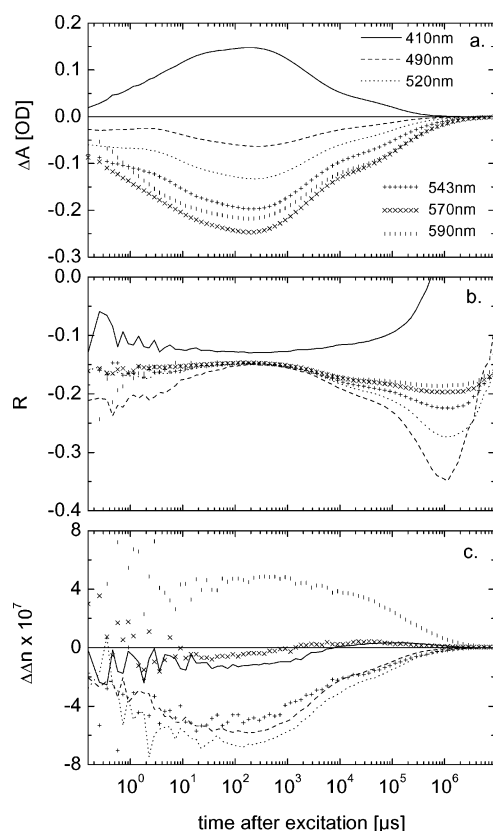 0.2
410nm
a.
490nm
0.1
520nm
0.0
ΔA [OD]
-0.1
543nm
-0.2
570nm
590nm
-0.3
0.0
b.
-0.1
R
-0.2
-0.3
-0.4
8
c.
4
ΔΔn x 10⁷
0
-4
-8
10⁰ 10¹ 10² 10³ 10⁴ 10⁵ 10⁶
time after excitation [µs]